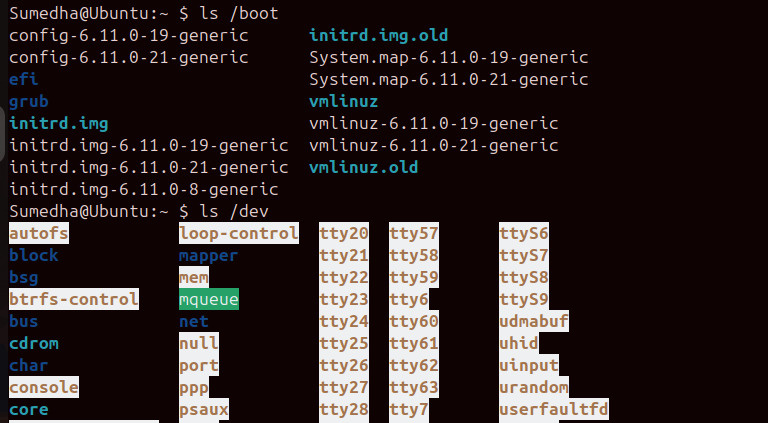 Sumedha@Ubuntu:~ $ ls /boot
config-6.11.0-19-generic initrd.img.old
config-6.11.0-21-generic System.map-6.11.0-19-generic
efi System.map-6.11.0-21-generic
grub vmlinuz
initrd.img vmlinuz-6.11.0-19-generic
initrd.img-6.11.0-19-generic vmlinuz-6.11.0-21-generic
initrd.img-6.11.0-21-generic vmlinuz.old
initrd.img-6.11.0-8-generic
Sumedha@Ubuntu:~ $ ls /dev
autofs loop-control tty20 tty57 ttyS6
block mapper tty21 tty58 ttyS7
bsg mem tty22 tty59 ttyS8
btrfs-control mqueue tty23 tty6 ttyS9
bus net tty24 tty60 udmabuf
cdrom null tty25 tty61 uhid
char port tty26 tty62 uinput
console ppp tty27 tty63 urandom
core psaux tty28 tty7 userfaultfd